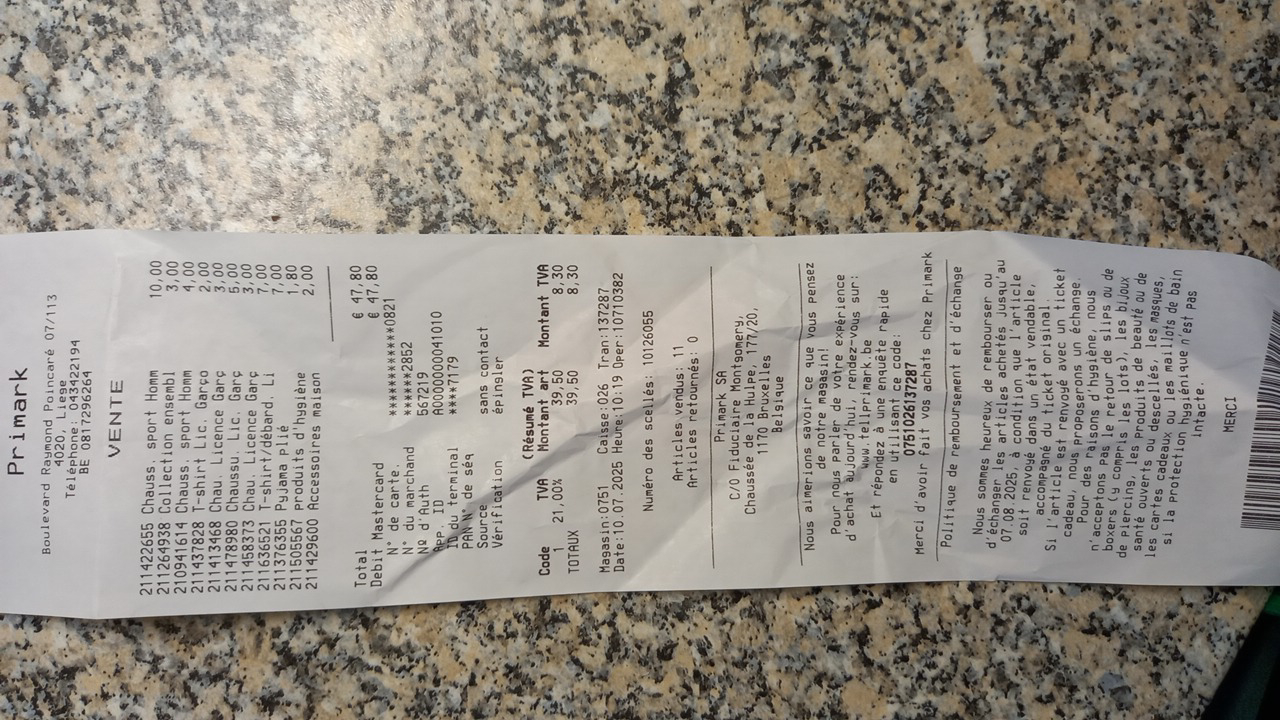 Primark
Boulevard Raymond Poincaré 07/113
4020, Liege
Téléphone: 043422194
BE 0817296264
VENTE
211422655 Chauss. sport Homm 10,00
211264938 Collection ensembl 3,00
210941614 Chauss. sport Homm 4,00
211437828 T-shirt Lic. Garço 2,00
211413468 Chau. Licence Garç 3,00
211478980 Chaussu. Lic. Garç 5,00
211458373 Chau. Licence Garç 3,00
211636521 T-shirt/débard. Li 7,00
211376355 Pyjama plié 7,00
211505567 produits d'hygiène 1,80
211429600 Accessoires maison 2,00
Total € 47,80
Debit Mastercard € 47,80
N° de carte. ************0821
N° du marchand *****2852
Nº d'Auth 567219
App. ID A0000000041010
ID du terminal ****7179
PAN N° de séq
Source sans contact
Vérification épingler
(Résumé TVA)
Code TVA Montant art Montant TVA
1 21,00% 39,50 8,30
TOTAUX 39,50 8,30
Magasin:0751 Caisse:026 Tran:137287
Date:10.07.2025 Heure:10:19 Oper:10710382
Numéro des scellés: 10126055
Articles vendus: 11
Articles retournés: 0
Primark SA
C/O Fiduciaire Montgomery,
Chaussée de la Hulpe, 177/20,
1170 Bruxelles
Belgique
Nous aimerions savoir ce que vous pensez
de notre magasin!
Pour nous parler de votre expérience
d'achat aujourd'hui, rendez-vous sur:
www.tellprimark.be
Et répondez à une enquête rapide
en utilisant ce code:
0751026137287
Merci d'avoir fait vos achats chez Primark
Politique de remboursement et d'échange
Nous sommes heureux de rembourser ou
d'échanger les articles achetés jusqu'au
07.08.2025, à condition que l'article
soit renvoyé dans un état vendable,
accompagné du ticket original.
Si l'article est renvoyé avec un ticket
cadeau, nous proposerons un échange.
Pour des raisons d'hygiène, nous
n'acceptons pas le retour de slips ou de
boxers (y compris les lots), les bijoux
de piercing, les Produits de beauté ou de
santé ouverts ou descellés, les masques,
les cartes cadeaux ou les maillots de bain
si la protection hygiénique n'est pas
intacte.
MERCI